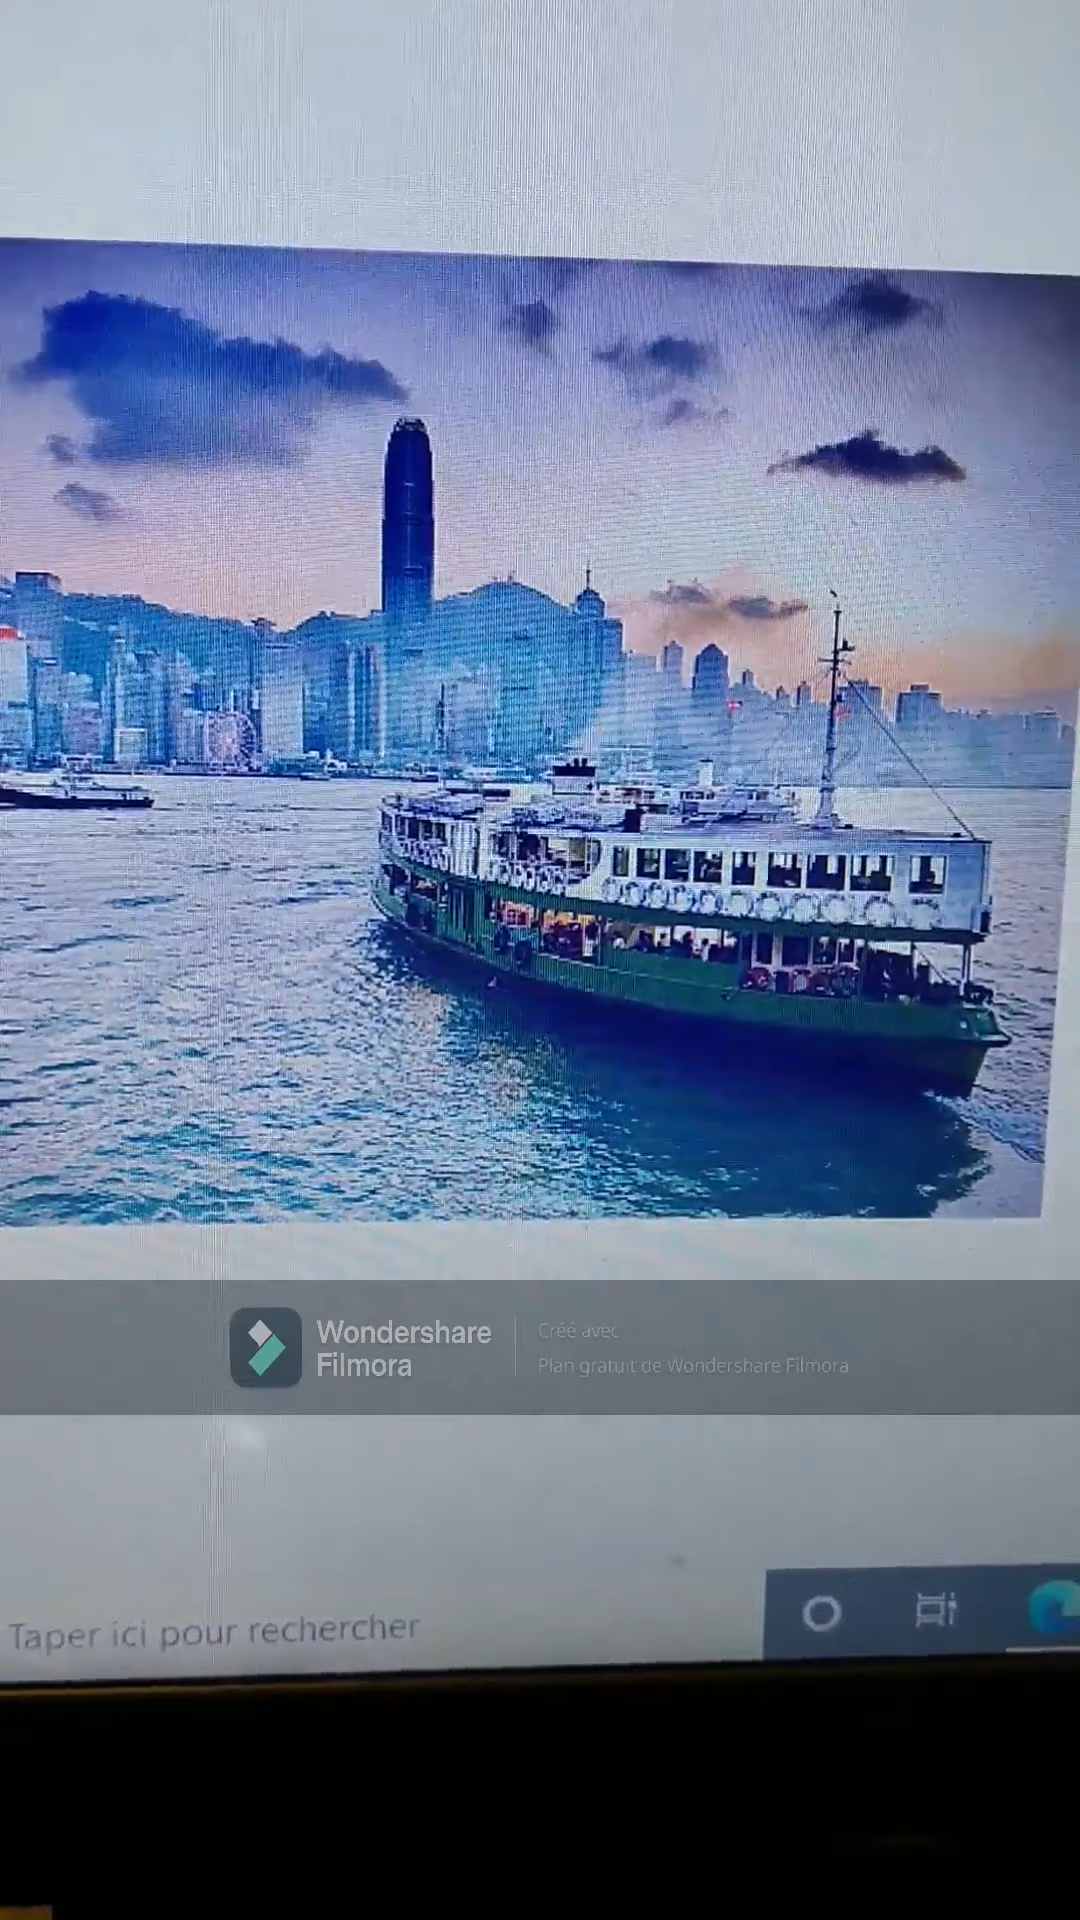 Wondershare
Filmora
Créé avec
Plan gratuit de Wondershare Filmora
Taper ici pour rechercher